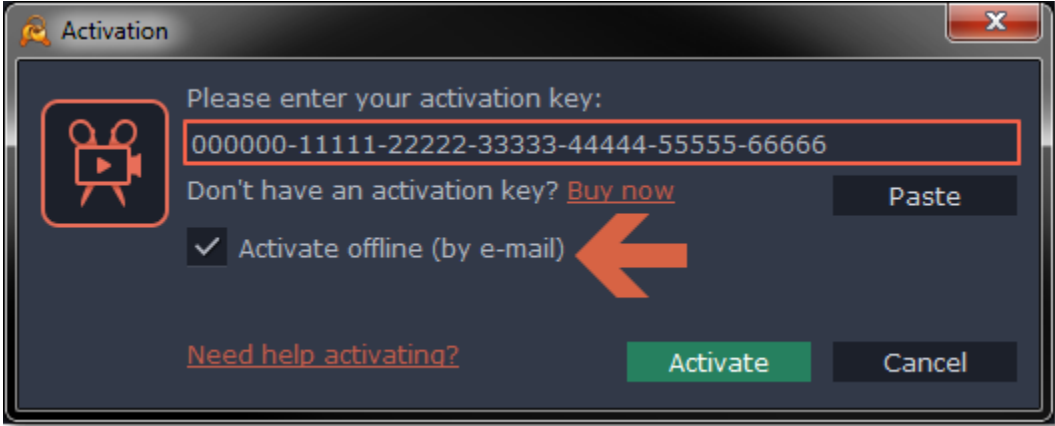 Activation
Please enter your activation key:
000000-11111-22222-33333-44444-55555-66666
Don't have an activation key? Buy now
Paste
Activate offline (by e-mail)
Need help activating?
Activate
Cancel